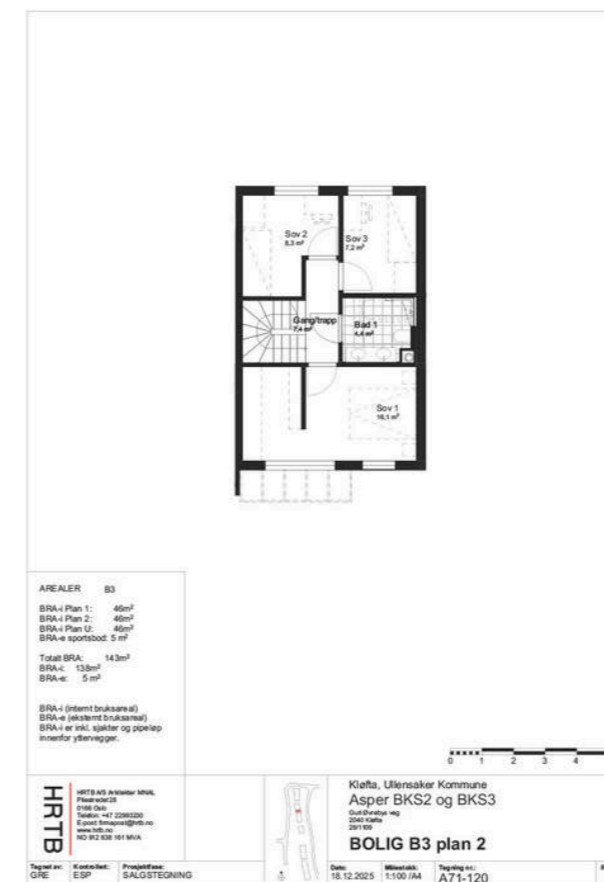 Sov 2
8,3 m²
Sov 3
7,2 m²
Gang/trapp
7,4 m²
Bad 1
4,4 m²
Sov 1
16,1 m²
AREALER B3
BRA-i Plan 1: 46m²
BRA-i Plan 2: 46m²
BRA-i Plan U: 46m²
BRA-e sportsbod: 5 m²
Totalt BRA: 143m²
BRA-i: 138m²
BRA-e: 5 m²
BRA-i (internt bruksareal)
BRA-e (eksternt bruksareal)
BRA-i er inkl. sjakter og pipeløp
innenfor yttervegger.
0 1 2 3 4
HRTB
HRTB AS Arkitekter MNAL
Pilestredet 28
0166 Oslo
Telefon: +47 22993200
E-post: firmapost@hrtb.no
www.hrtb.no
NO 912 838 161 MVA
Kløfta, Ullensaker Kommune
Asper BKS2 og BKS3
2040 Kløfta
BOLIG B3 plan 2
Tegnet av:
GRE
Kontrollert:
ESP
Prosjektfase:
SALGSTEGNING
Dato:
18.12.2025
Målestokk:
1:100 /A4
Tegning nr.:
A71-120